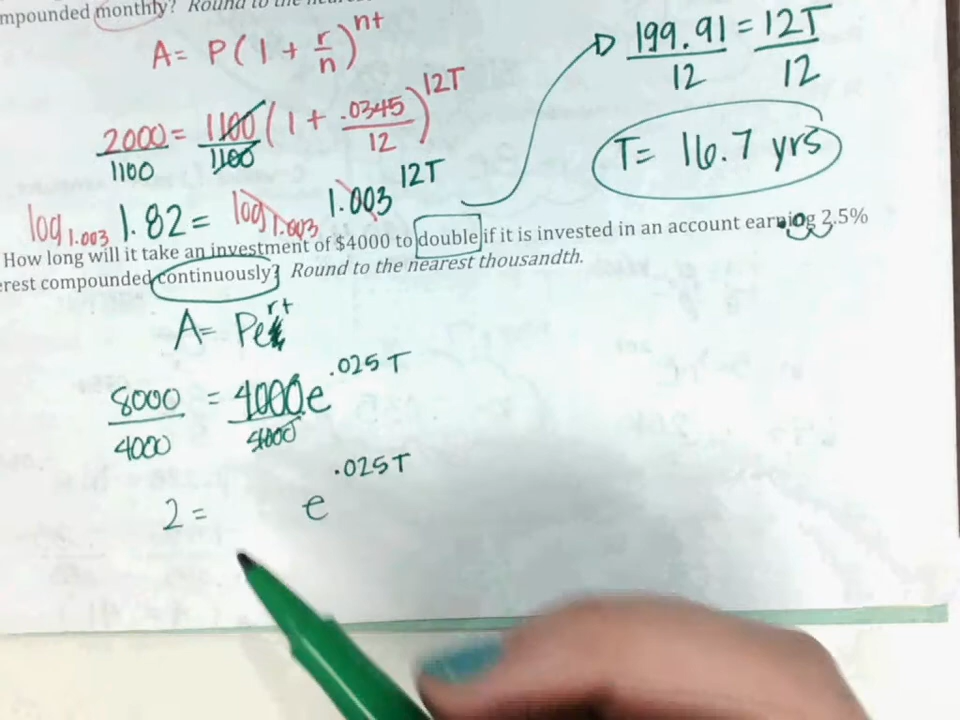 mpounded monthly? Round to the
A = P(1 + r/n)^nt
2000/1100 = 1100/1100 (1 + .0345/12)^12T
log1.003 1.82 = log1.003 1.003^12T
199.91/12 = 12T/12
T = 16.7 yrs
How long will it take an investment of $4000 to double if it is invested in an account earning 2.5%
erest compounded continuously? Round to the nearest thousandth.
A = Pe^rt
8000/4000 = 4000e^.025T/4000
2 = e^.025T